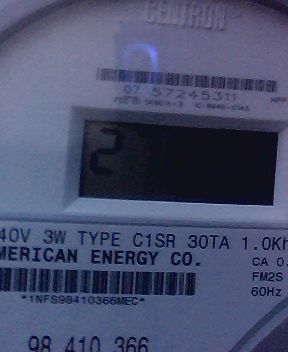 CENTRON
07 57245311
2
40V 3W TYPE C1SR 30TA 1.0Kh
MERICAN ENERGY CO.
CA 0.
FM2S
60Hz
*1NFS98410366MEC*
98 410 366